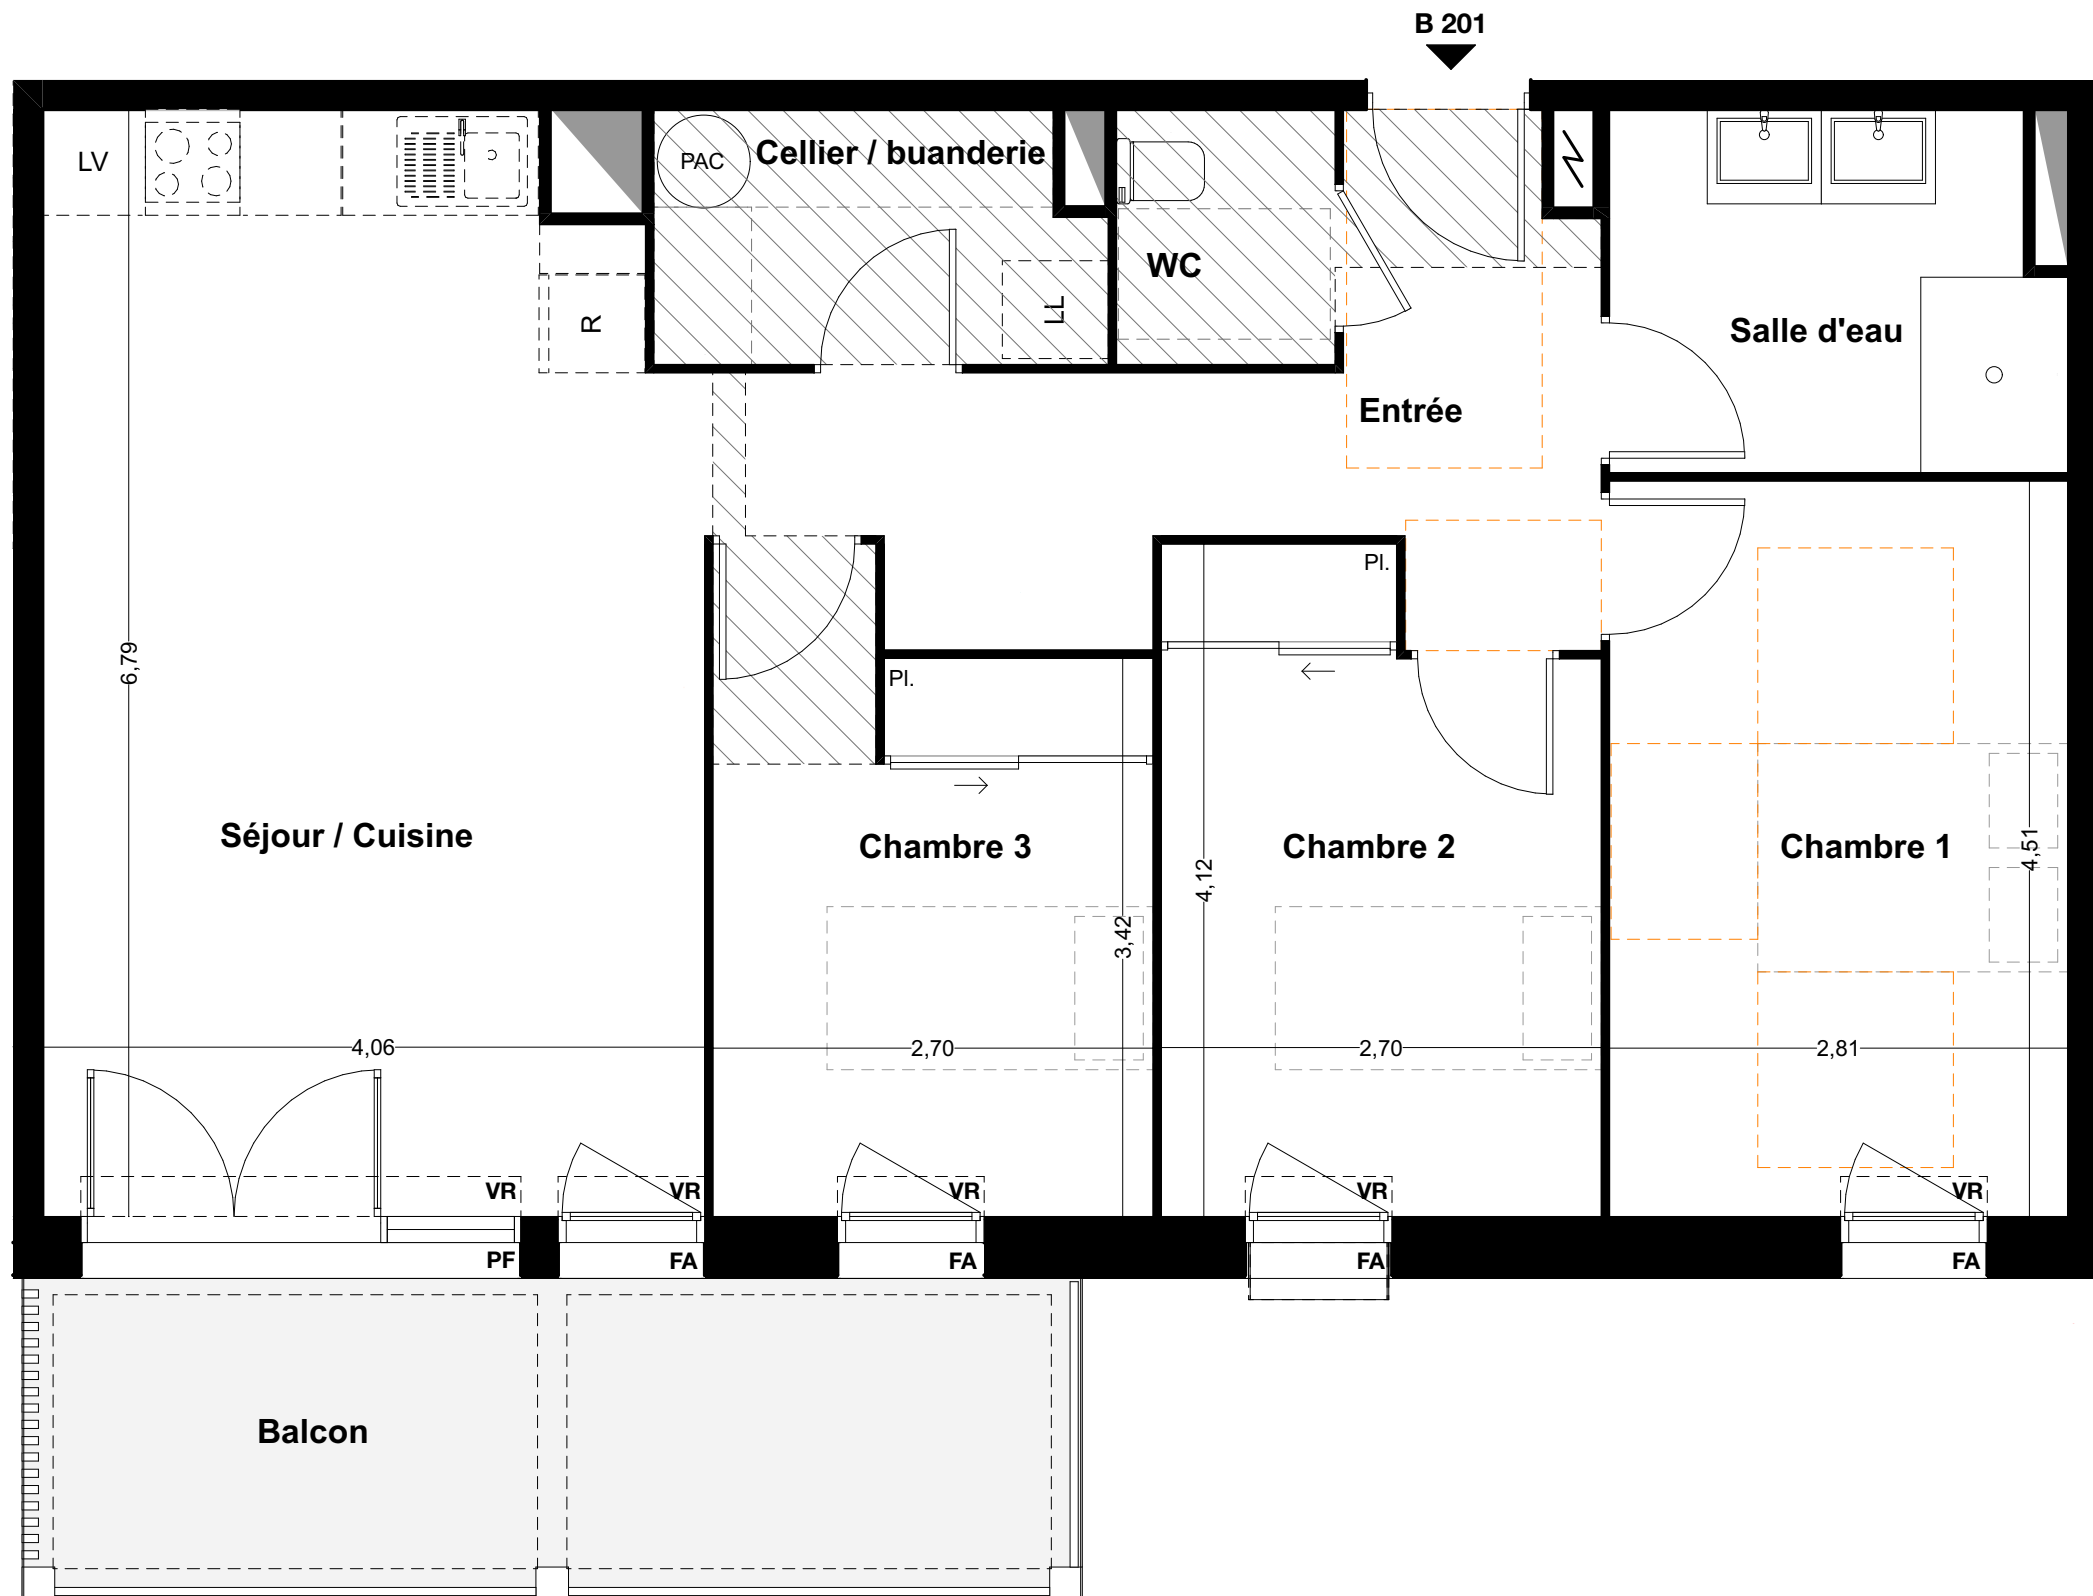 B 201
LV
PAC
Cellier / buanderie
WC
R
LL
Salle d'eau
Entrée
Pl.
Pl.
6,79
Séjour / Cuisine
Chambre 3
Chambre 2
Chambre 1
4,12
3,42
4,51
4,06
2,70
2,70
2,81
VR
VR
VR
VR
VR
PF
FA
FA
FA
FA
Balcon